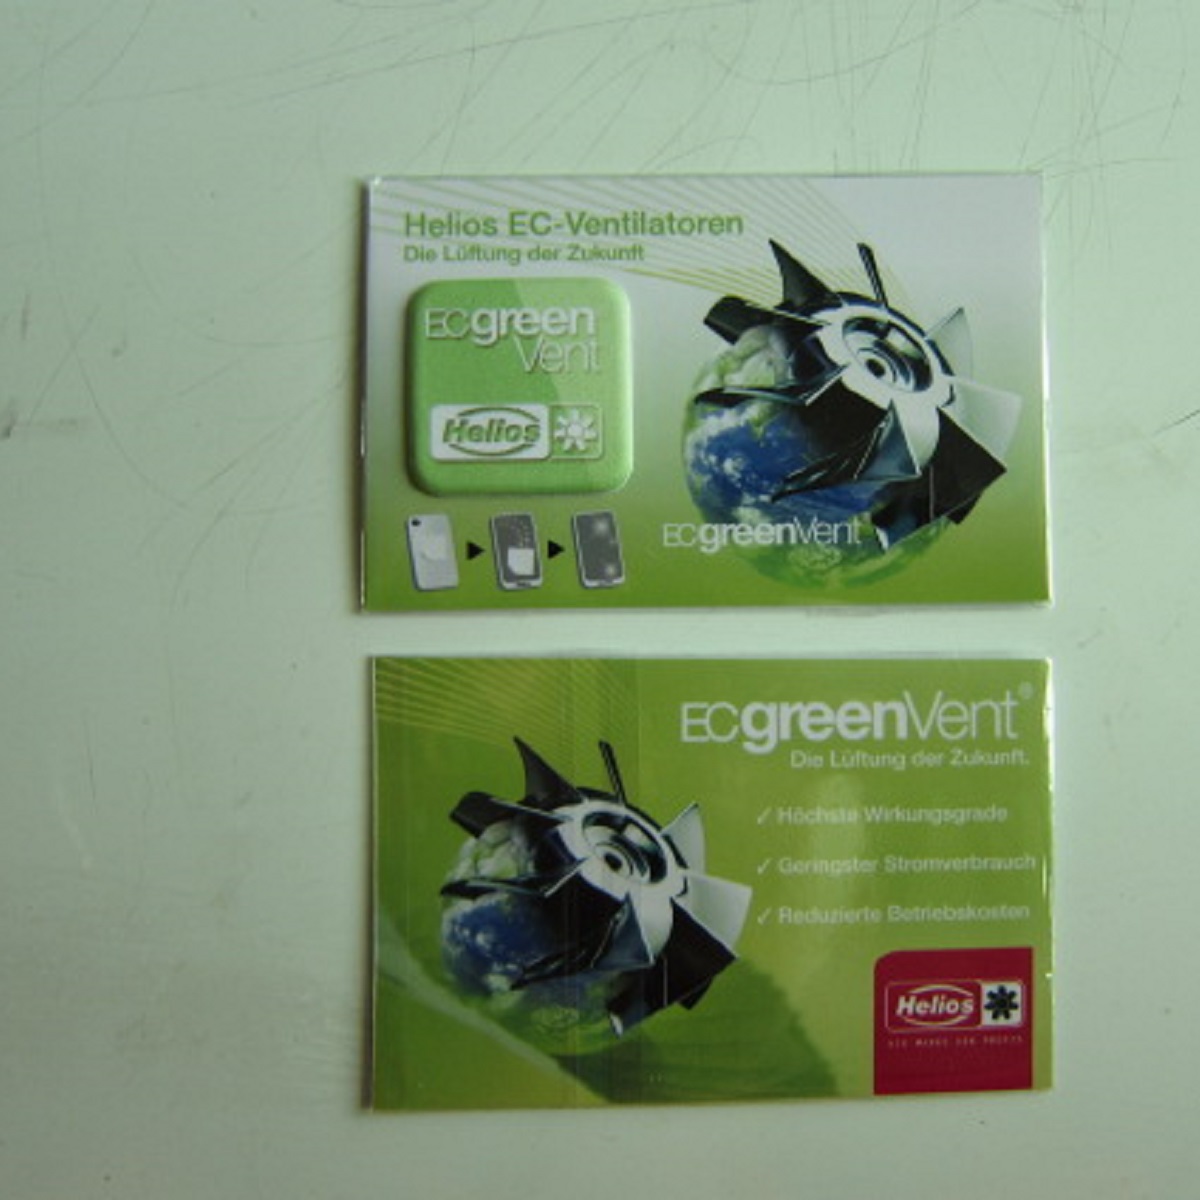 Helios EC-Ventilatoren
Die Lüftung der Zukunft
ECgreen
Vent
Helios
ECgreenVent
ECgreenVent®
Die Lüftung der Zukunft.
✓ Höchste Wirkungsgrade
✓ Geringster Stromverbrauch
✓ Reduzierte Betriebskosten
Helios